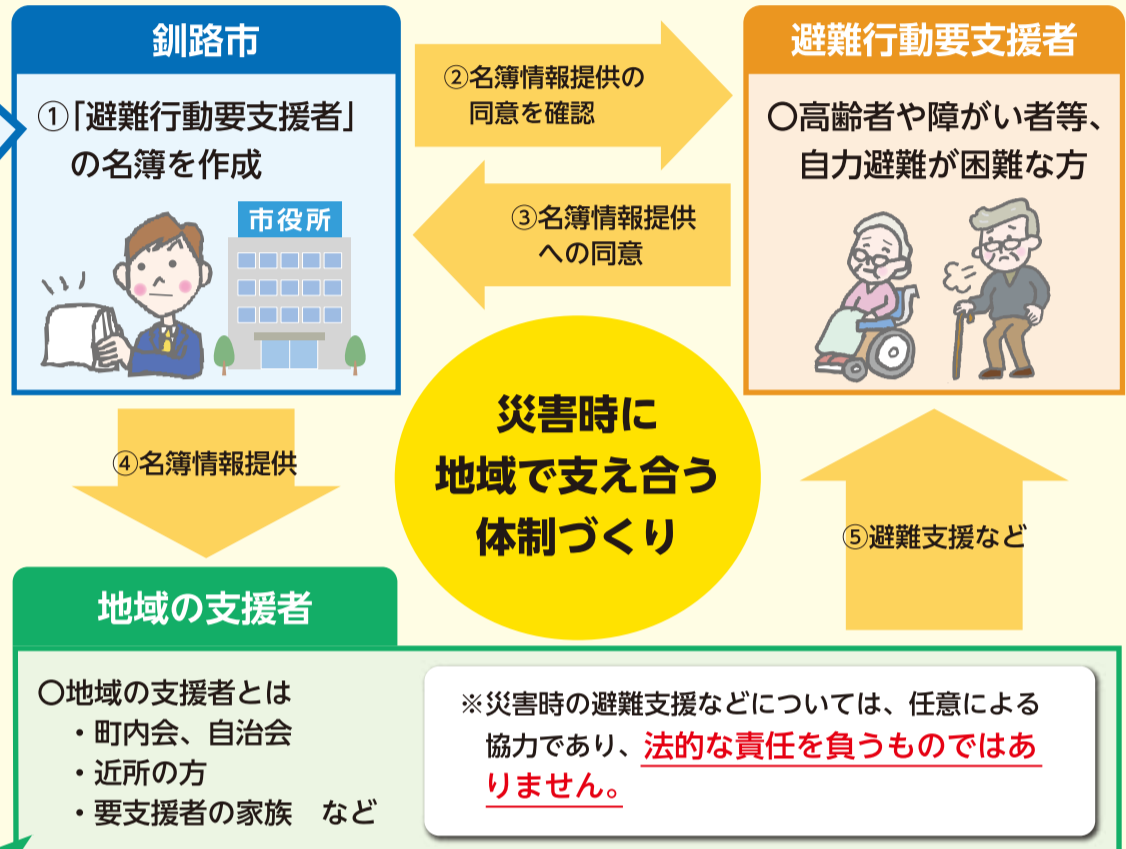 釧路市
①「避難行動要支援者」
の名簿を作成
市役所
②名簿情報提供の
同意を確認
③名簿情報提供
への同意
避難行動要支援者
〇高齢者や障がい者等、
自力避難が困難な方
災害時に
地域で支え合う
体制づくり
④名簿情報提供
⑤避難支援など
地域の支援者
〇地域の支援者とは
・町内会、自治会
・近所の方
・要支援者の家族　など
※災害時の避難支援などについては、任意による
協力であり、法的な責任を負うものではあ
りません。